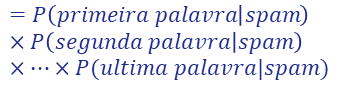 = P(primeira palavra|spam)
× P(segunda palavra|spam)
× ⋯ × P(ultima palavra|spam)